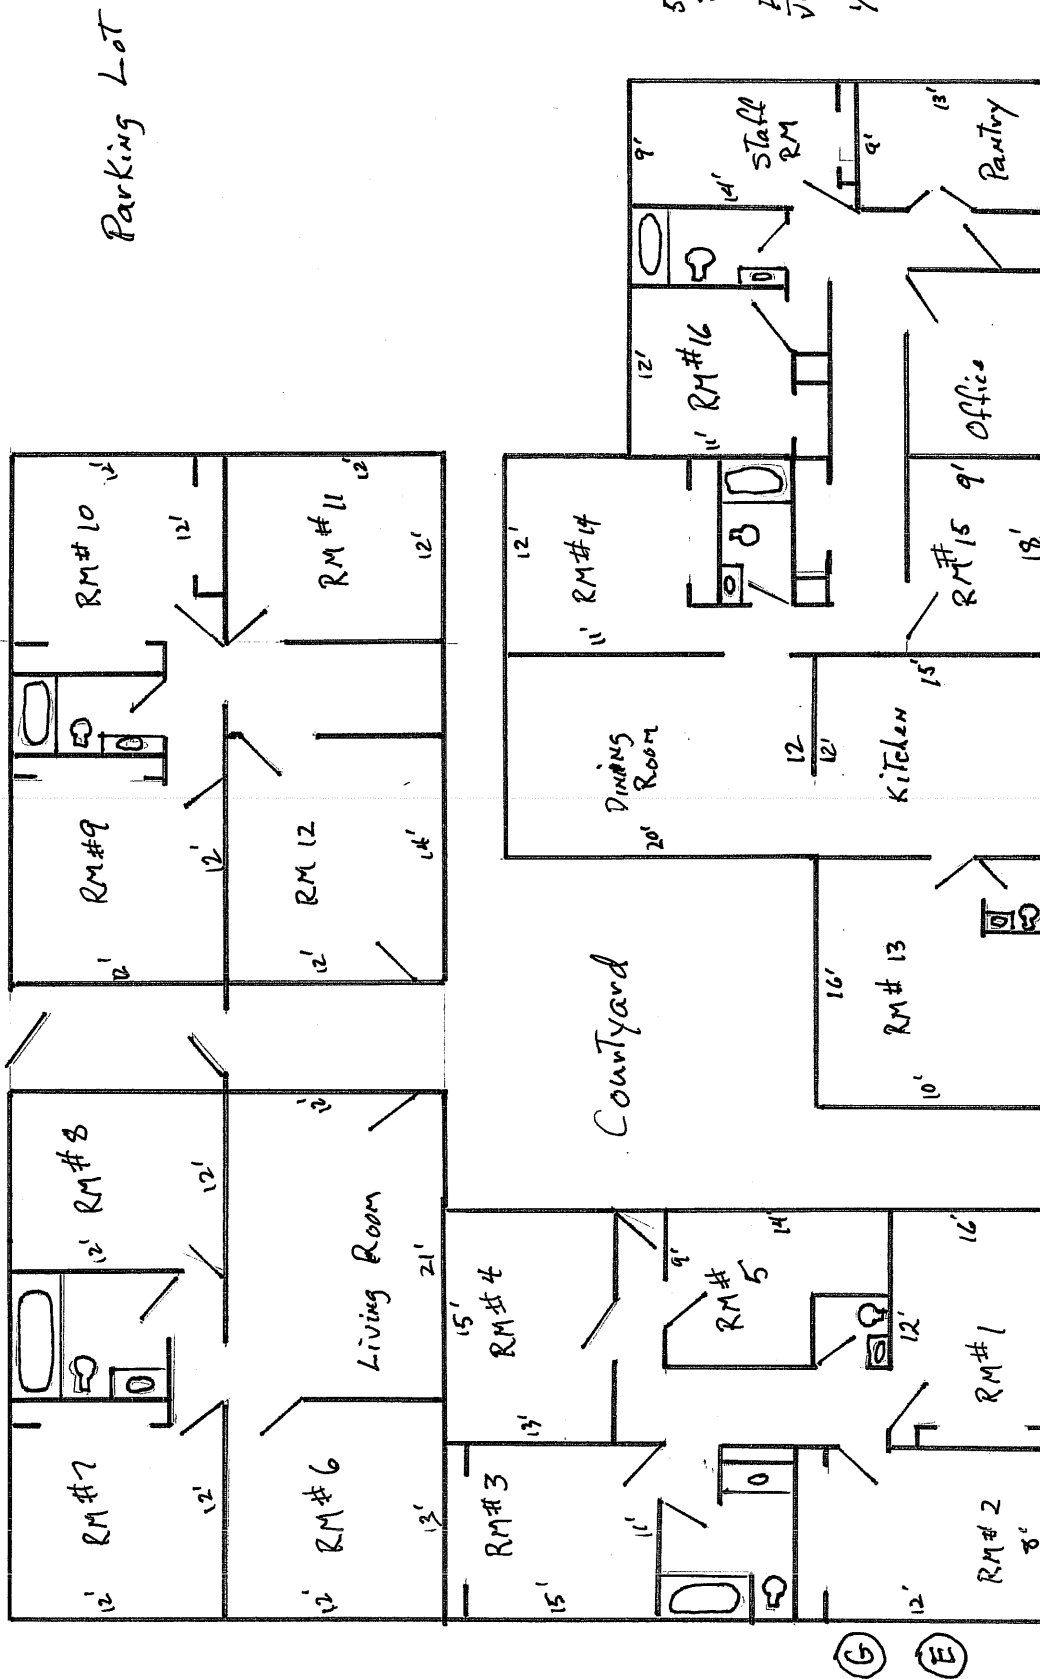 Parking Lot
RM#7
12'
12'
RM#8
12'
12'
RM#9
12'
12'
RM#10
12'
12'
RM#6
12'
13'
Living Room
12'
21'
RM 12
12'
14'
RM #11
12'
12'
RM#3
15'
11'
RM#4
15'
13'
RM#
5
9'
14'
Courtyard
Dining
Room
20'
12
RM#14
12'
11'
RM#16
12'
11'
Staff
RM
9'
14'
RM#2
12'
8'
RM#1
12'
16'
RM# 13
16'
10'
Kitchen
12'
15'
RM#
15
9'
18'
Office
Pantry
9'
13'
G
E